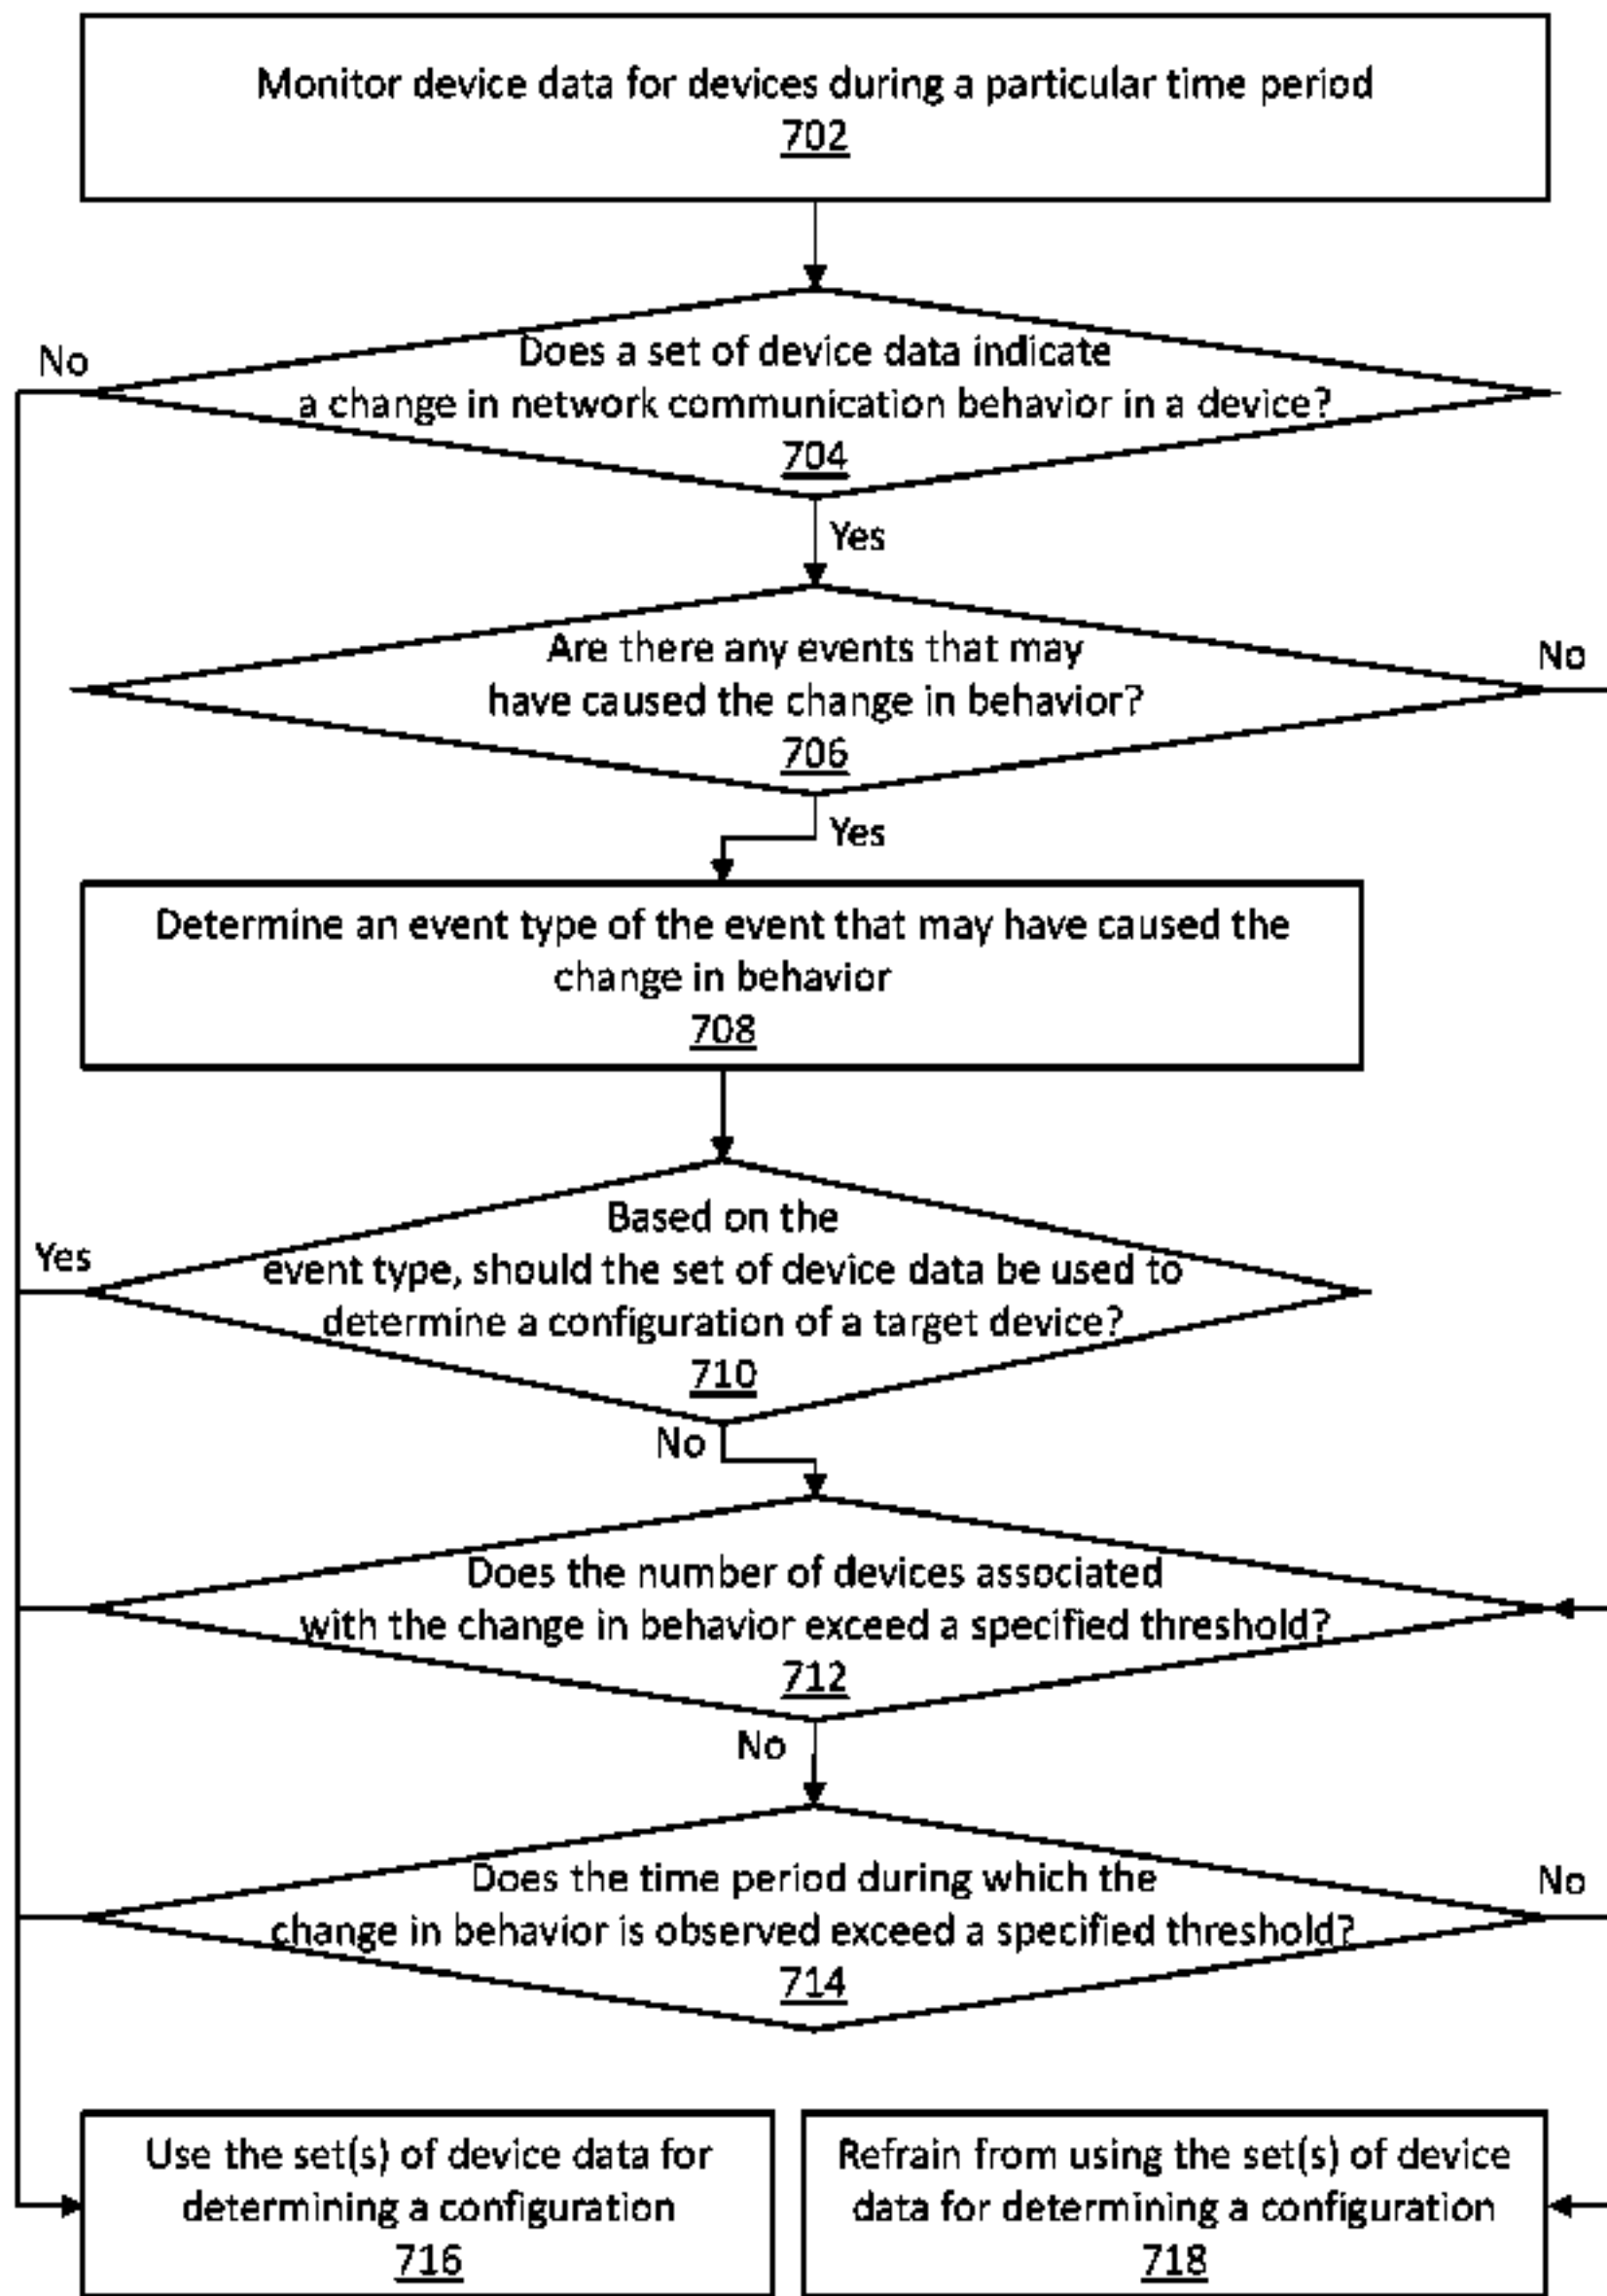 Monitor device data for devices during a particular time period
702
No
Does a set of device data indicate
a change in network communication behavior in a device?
704
Yes
Are there any events that may
have caused the change in behavior?
706
No
Yes
Determine an event type of the event that may have caused the
change in behavior
708
Based on the
event type, should the set of device data be used to
determine a configuration of a target device?
710
Yes
No
Does the number of devices associated
with the change in behavior exceed a specified threshold?
712
No
Does the time period during which the
change in behavior is observed exceed a specified threshold?
714
No
Use the set(s) of device data for
determining a configuration
716
Refrain from using the set(s) of device
data for determining a configuration
718